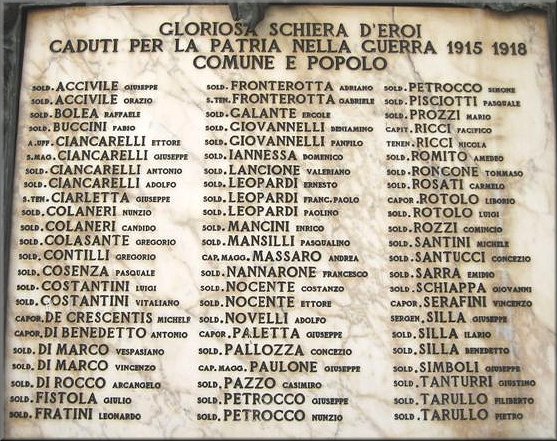 GLORIOSA SCHIERA D'EROI
CADUTI PER LA PATRIA NELLA GUERRA 1915 1918
COMUNE E POPOLO
SOLD. ACCIVILE GIUSEPPE
SOLD. ACCIVILE ORAZIO
SOLD. BOLEA RAFFAELE
SOLD. BUCCINI FABIO
A.UFF. CIANCARELLI ETTORE
S.MAG. CIANCARELLI GIUSEPPE
SOLD. CIANCARELLI ANTONIO
SOLD. CIANCARELLI ADOLFO
S.TEN. CIARLETTA GIUSEPPE
SOLD. COLANERI NUNZIO
SOLD. COLANERI CANDIDO
SOLD. COLASANTE GREGORIO
SOLD. CONTILLI GREGORIO
SOLD. COSENZA PASQUALE
SOLD. COSTANTINI LUIGI
SOLD. COSTANTINI VITALIANO
CAPOR. DE CRESCENTIS MICHELE
CAPOR. DI BENEDETTO ANTONIO
SOLD. DI MARCO VESPASIANO
SOLD. DI MARCO VINCENZO
SOLD. DI ROCCO ARCANGELO
SOLD. FISTOLA GIULIO
SOLD. FRATINI LEONARDO
SOLD. FRONTEROTTA ADRIANO
S.TEN. FRONTEROTTA GABRIELE
SOLD. GALANTE ERCOLE
SOLD. GIOVANNELLI BENIAMINO
SOLD. GIOVANNELLI PANFILO
SOLD. IANNESSA DOMENICO
SOLD. LANCIONE VALERIANO
SOLD. LEOPARDI ERNESTO
SOLD. LEOPARDI FRANC. PAOLO
SOLD. LEOPARDI PAOLINO
SOLD. MANCINI ENRICO
SOLD. MANSILLI PASQUALINO
CAP. MAGG. MASSARO ANDREA
SOLD. NANNARONE FRANCESCO
SOLD. NOCENTE COSTANZO
SOLD. NOCENTE ETTORE
SOLD. NOVELLI ADOLFO
CAPOR. PALETTA GIUSEPPE
SOLD. PALLOZZA CONCEZIO
CAP. MAGG. PAULONE GIUSEPPE
SOLD. PAZZO CASIMIRO
SOLD. PETROCCO GIUSEPPE
SOLD. PETROCCO NUNZIO
SOLD. PETROCCO SIMONE
SOLD. PISCIOTTI PASQUALE
SOLD. PROZZI MARIO
CAPIT. RICCI PACIFICO
TENEN. RICCI NICOLA
SOLD. ROMITO AMEDEO
SOLD. RONCONE TOMMASO
SOLD. ROSATI CARMELO
CAPOR. ROTOLO LIBORIO
SOLD. ROTOLO LUIGI
SOLD. ROZZI COMINCIO
SOLD. SANTINI MICHELE
SOLD. SANTUCCI CONCEZIO
SOLD. SARRA EMIDIO
SOLD. SCHIAPPA GIOVANNI
CAPOR. SERAFINI VINCENZO
SERGEN. SILLA GIUSEPPE
SOLD. SILLA ILARIO
SOLD. SILLA BENEDETTO
SOLD. SIMBOLI GIUSEPPE
SOLD. TANTURRI GIUSTINO
SOLD. TARULLO FILIBERTO
SOLD. TARULLO PIETRO